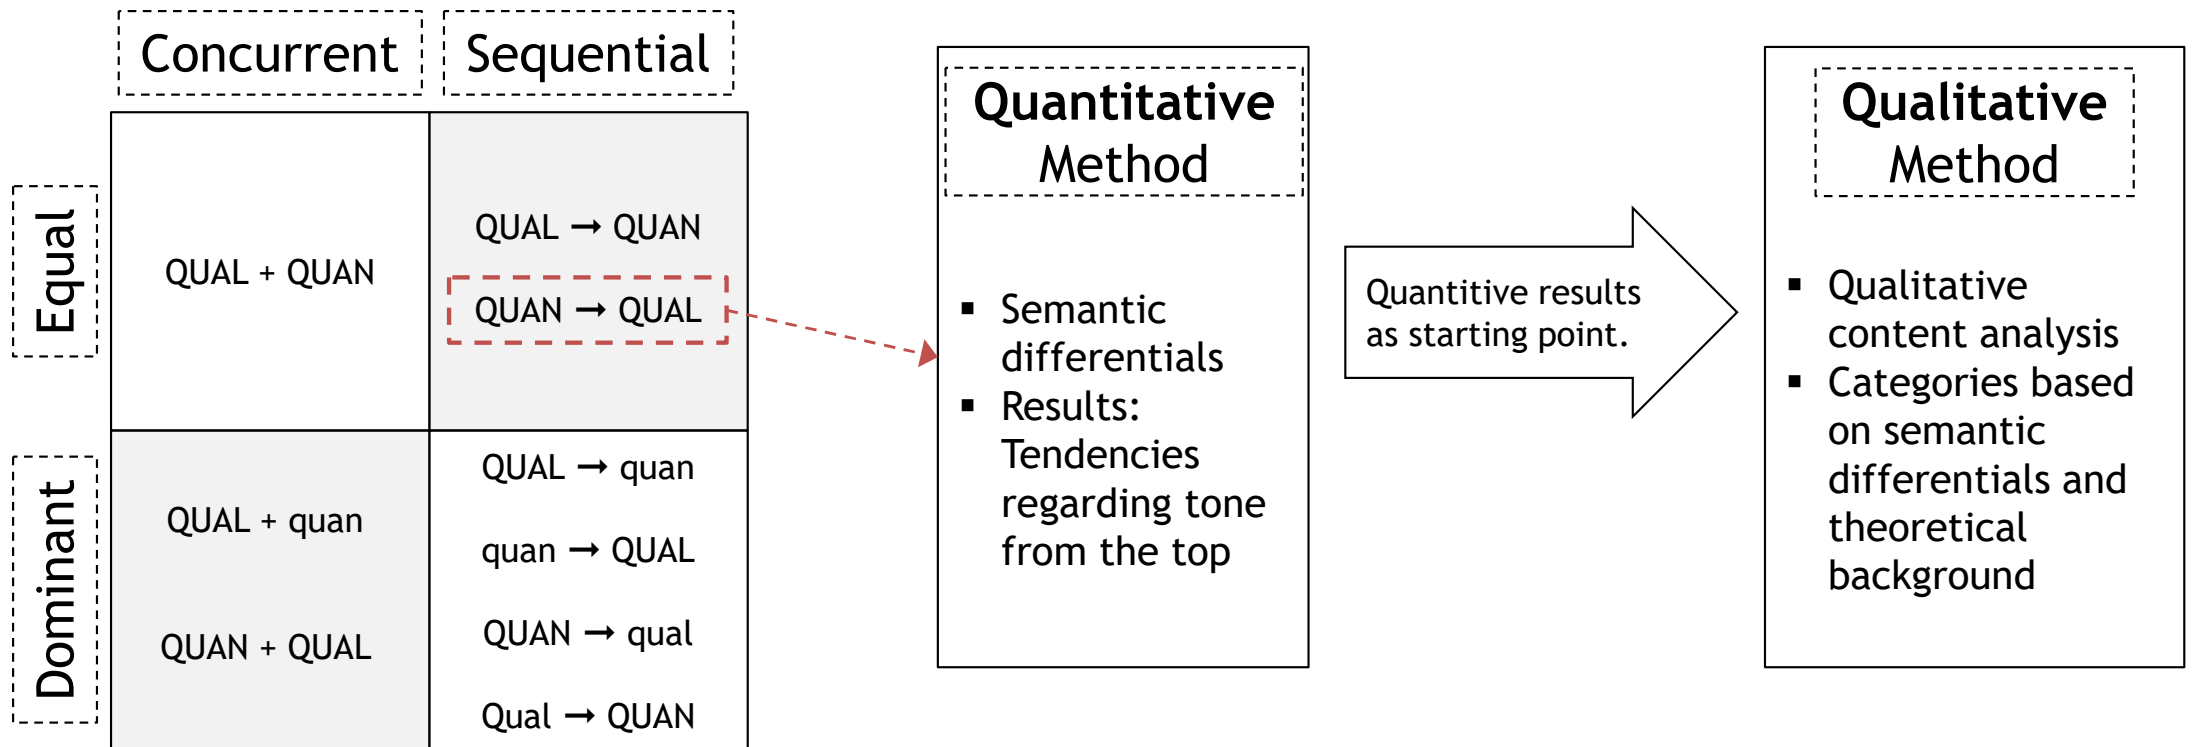 Concurrent
Sequential
Equal
QUAL + QUAN
QUAL → QUAN
QUAN → QUAL
Dominant
QUAL + quan
QUAN + QUAL
QUAL → quan
quan → QUAL
QUAN → qual
Qual → QUAN
Quantitative
Method
▪ Semantic
differentials
▪ Results:
Tendencies
regarding tone
from the top
Quantitive results
as starting point.
Qualitative
Method
▪ Qualitative
content analysis
▪ Categories based
on semantic
differentials and
theoretical
background